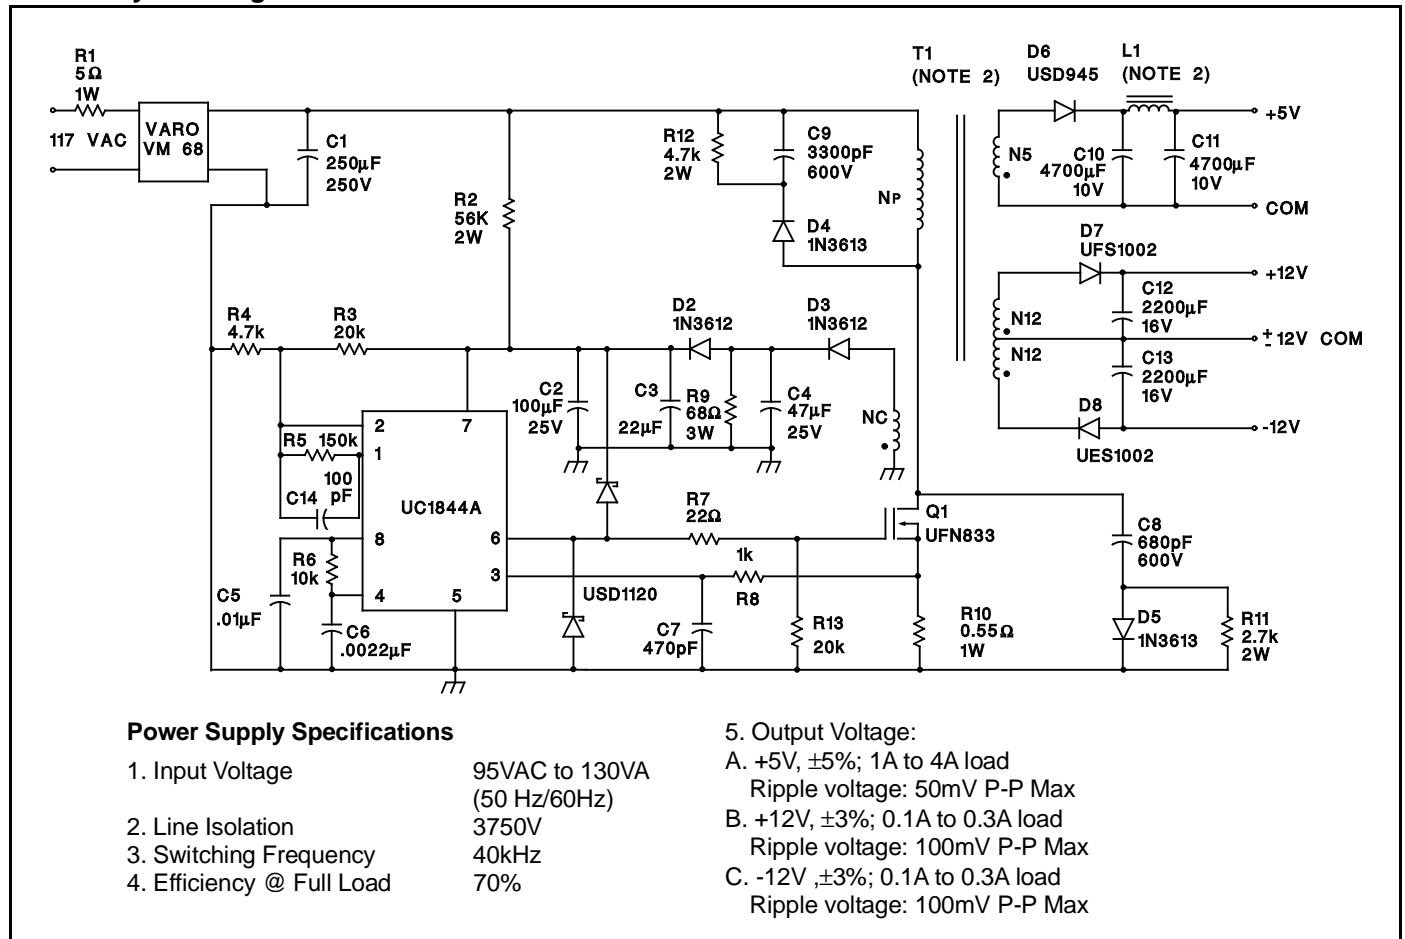 R1
5Ω
1W
117 VAC
VARO
VM 68
C1
250µF
250V
R2
56K
2W
R12
4.7k
2W
C9
3300pF
600V
D4
1N3613
T1
(NOTE 2)
NP
D6
USD945
L1
(NOTE 2)
+5V
N5
C10
4700µF
10V
C11
4700µF
10V
COM
D7
UFS1002
+12V
N12
N12
C12
2200µF
16V
±12V COM
C13
2200µF
16V
D8
UES1002
-12V
R4
4.7k
R3
20k
D2
1N3612
D3
1N3612
C2
100µF
25V
C3
22µF
R9
68Ω
3W
C4
47µF
25V
NC
R5 150k
100
pF
C14
2
1
7
UC1844A
8
4
5
6
3
R6
10k
C5
.01µF
C6
.0022µF
USD1120
R7
22Ω
1k
R8
C7
470pF
R13
20k
Q1
UFN833
R10
0.55Ω
1W
C8
680pF
600V
D5
1N3613
R11
2.7k
2W
Power Supply Specifications
1. Input Voltage 95VAC to 130VA
(50 Hz/60Hz)
2. Line Isolation 3750V
3. Switching Frequency 40kHz
4. Efficiency @ Full Load 70%
5. Output Voltage:
A. +5V, ±5%; 1A to 4A load
Ripple voltage: 50mV P-P Max
B. +12V, ±3%; 0.1A to 0.3A load
Ripple voltage: 100mV P-P Max
C. -12V ,±3%; 0.1A to 0.3A load
Ripple voltage: 100mV P-P Max